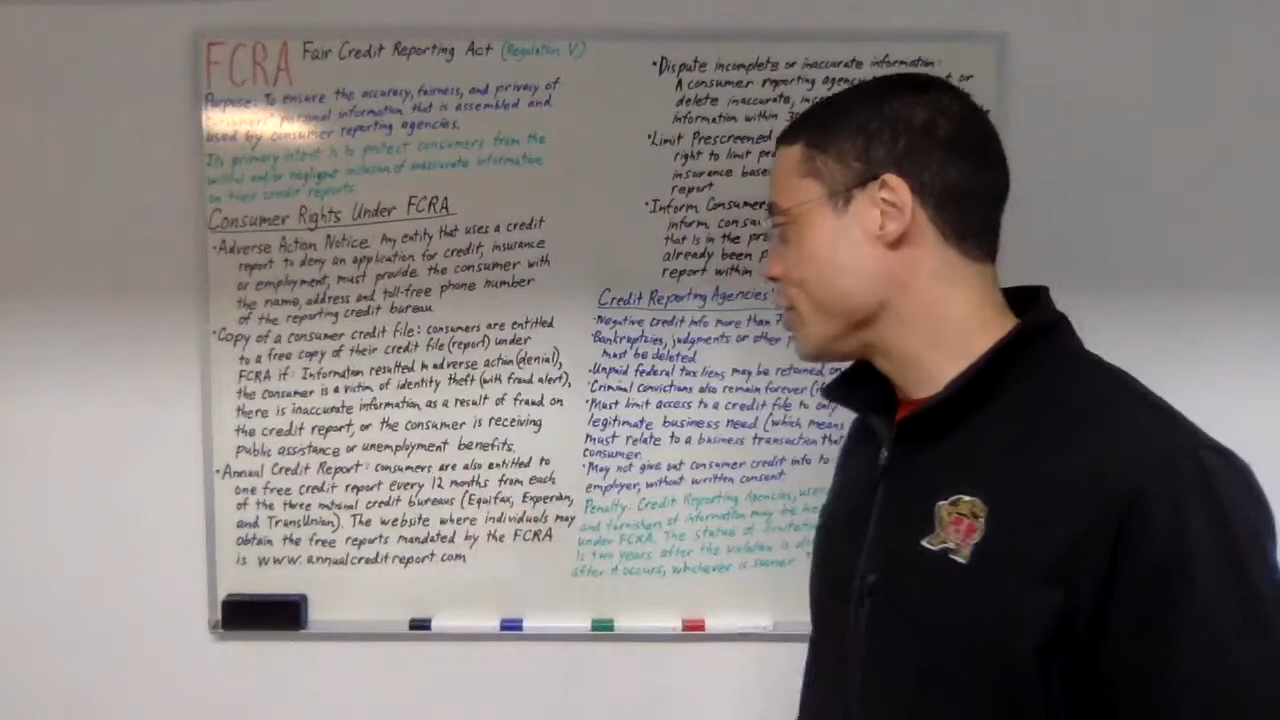 FCRA Fair Credit Reporting Act (Regulation V)
Purpose: To ensure the accuracy, fairness, and privacy of
consumers' personal information that is assembled and
used by consumer reporting agencies.
Its primary intent is to protect consumers from the
willful and/or negligent inclusion of inaccurate information
on their credit reports.
Consumer Rights Under FCRA
•Adverse Action Notice: Any entity that uses a credit
report to deny an application for credit, insurance
or employment, must provide the consumer with
the name, address and toll-free phone number
of the reporting credit bureau
•Copy of a consumer credit file: consumers are entitled
to a free copy of their credit file (report) under
FCRA if: Information resulted in adverse action (denial),
the consumer is a victim of identity theft (with fraud alert),
there is inaccurate information as a result of fraud on
the credit report, or the consumer is receiving
public assistance or unemployment benefits.
•Annual Credit Report: consumers are also entitled to
one free credit report every 12 months from each
of the three national credit bureaus (Equifax, Experian,
and TransUnion). The website where individuals may
obtain the free reports mandated by the FCRA
is www.annualcreditreport.com
•Dispute incomplete or inaccurate information:
A consumer reporting agency or
delete inaccurate,
information within
•Limit Prescreened
right to limit
insurance
report.
•Inform Consumers
inform
that is in the
already been
report within
Credit Reporting Agencies'
•Negative credit info more than 7
•Bankruptcies, judgments or other
must be deleted
•Unpaid federal tax liens may be retained
•Criminal convictions also remain forever
•Must limit access to a credit file to only
legitimate business need (which means
must relate to a business transaction that
consumer.
•May not give out consumer credit info to
employer, without written consent
Penalty: Credit Reporting Agencies,
and furnishers of information may be
under FCRA. The statue of
is two years after the violation is
after it occurs, whichever is sooner.